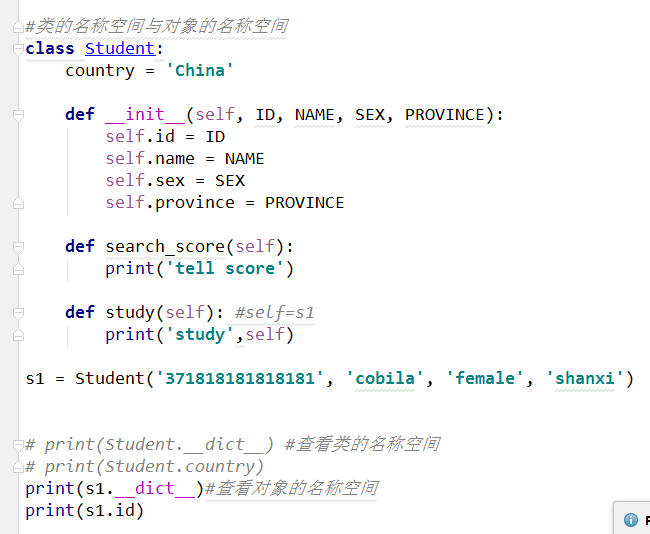 #类的名称空间与对象的名称空间
class Student:
    country = 'China'
    def __init__(self, ID, NAME, SEX, PROVINCE):
        self.id = ID
        self.name = NAME
        self.sex = SEX
        self.province = PROVINCE
    def search_score(self):
        print('tell score')
    def study(self): #self=s1
        print('study',self)
s1 = Student('371818181818181', 'cobila', 'female', 'shanxi')
# print(Student.__dict__) #查看类的名称空间
# print(Student.country)
print(s1.__dict__)#查看对象的名称空间
print(s1.id)